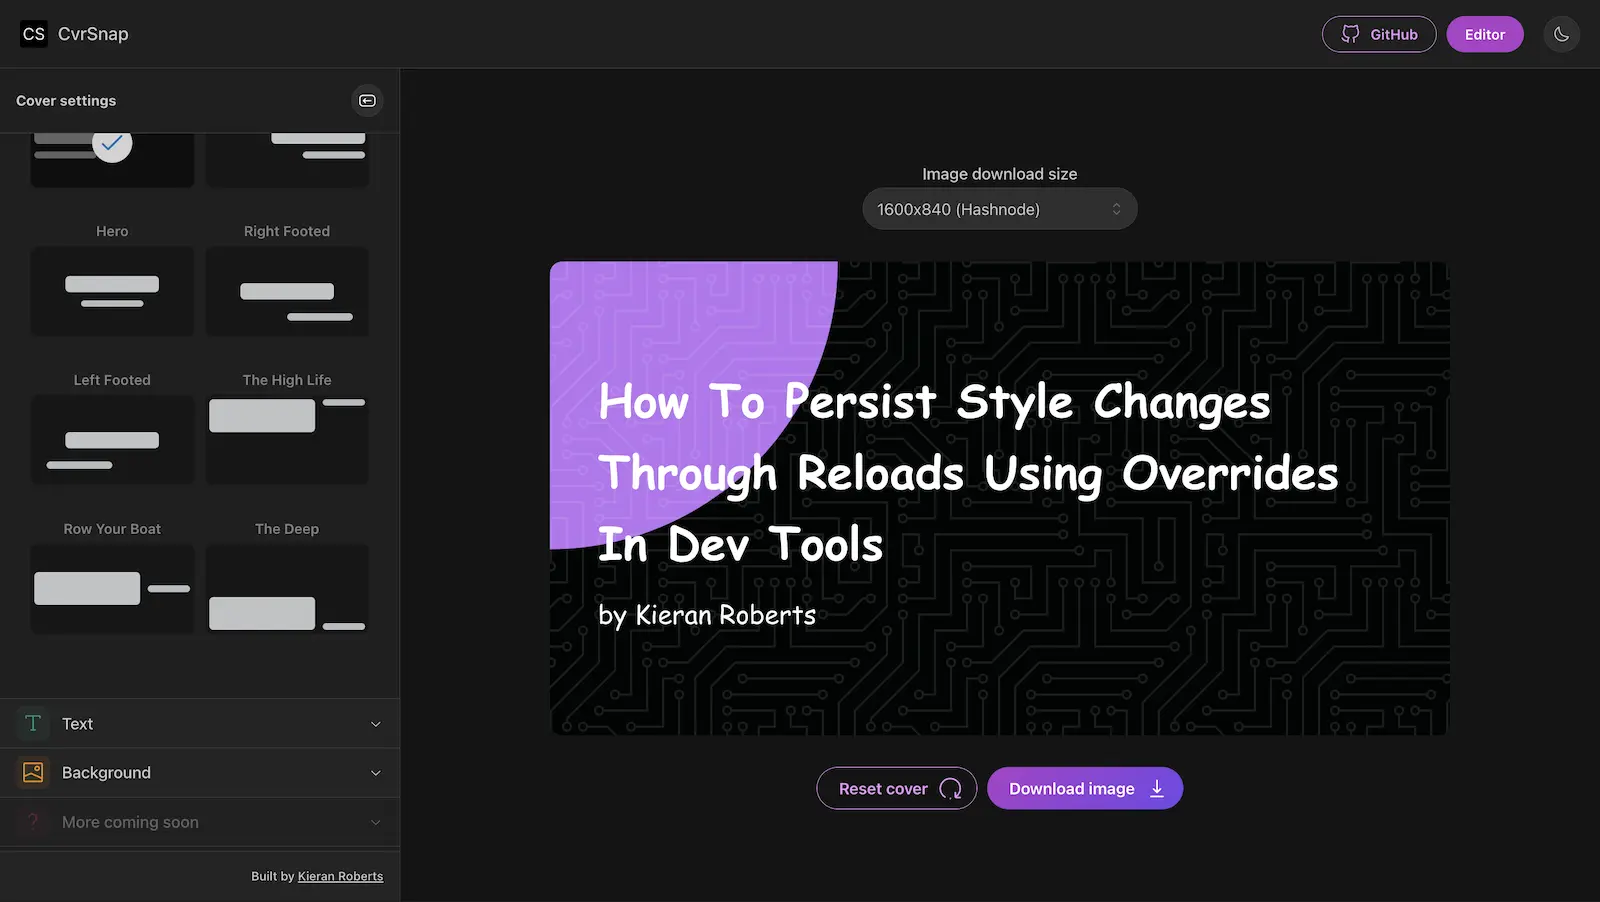 CS CvrSnap
GitHub
Editor
Cover settings
Hero
Right Footed
Left Footed
The High Life
Row Your Boat
The Deep
Text
Background
? More coming soon
Built by Kieran Roberts
Image download size
1600x840 (Hashnode)
How To Persist Style Changes
Through Reloads Using Overrides
In Dev Tools
by Kieran Roberts
Reset cover
Download image